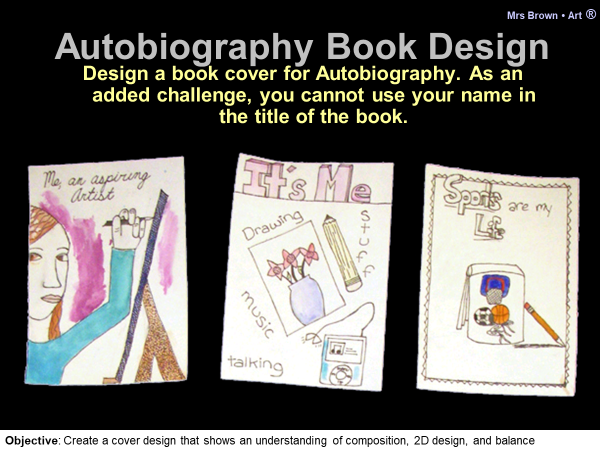 Mrs Brown • Art ®
Autobiography Book Design
Design a book cover for Autobiography. As an
added challenge, you cannot use your name in
the title of the book.
Me, an aspiring
Artist
It's Me
Drawing
Stuff
music
talking
Sports are my
Life
Objective: Create a cover design that shows an understanding of composition, 2D design, and balance